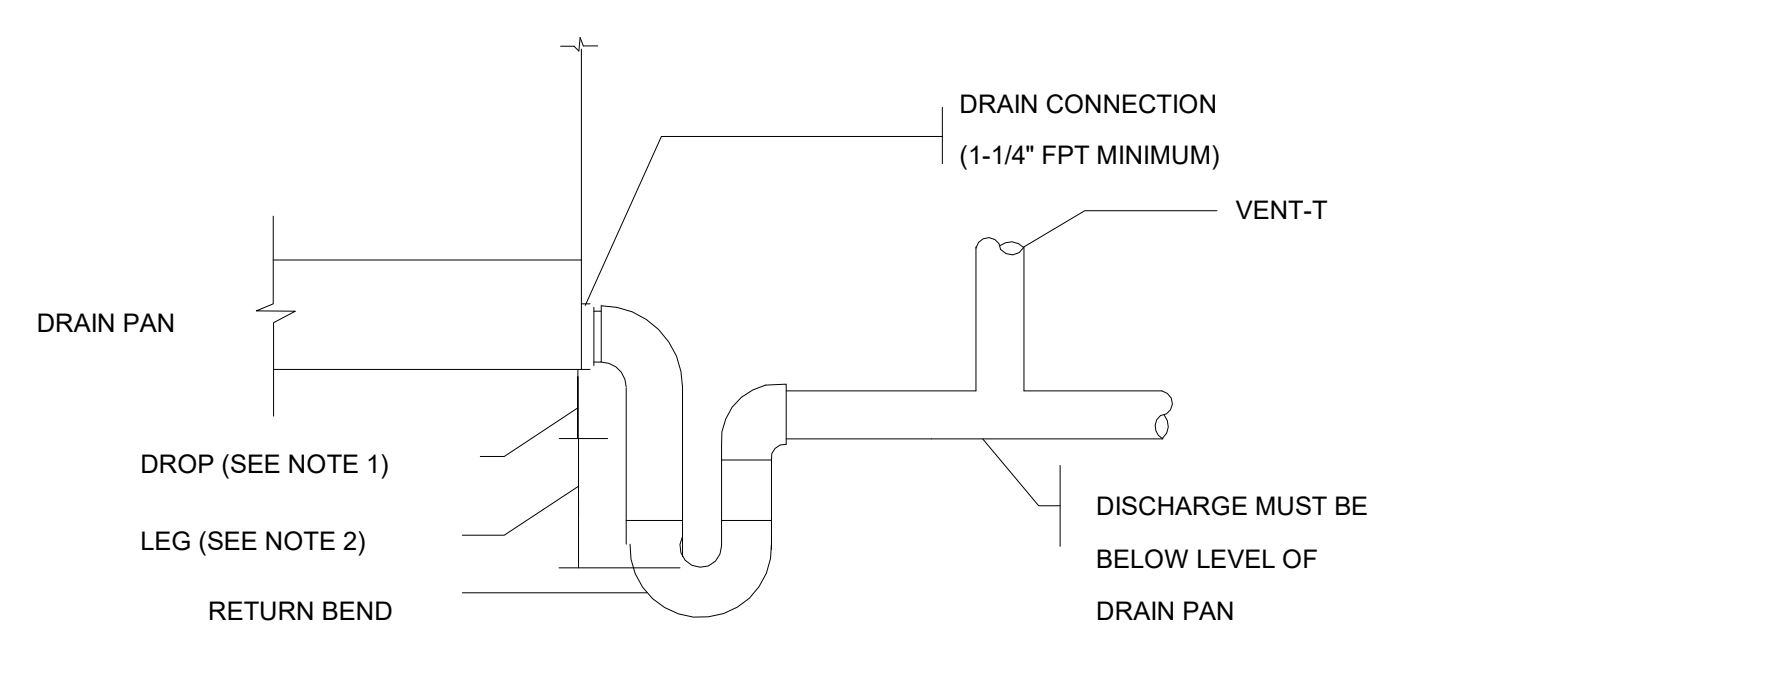 DRAIN CONNECTION
(1-1/4" FPT MINIMUM)
VENT-T
DRAIN PAN
DROP (SEE NOTE 1)
LEG (SEE NOTE 2)
RETURN BEND
DISCHARGE MUST BE
BELOW LEVEL OF
DRAIN PAN